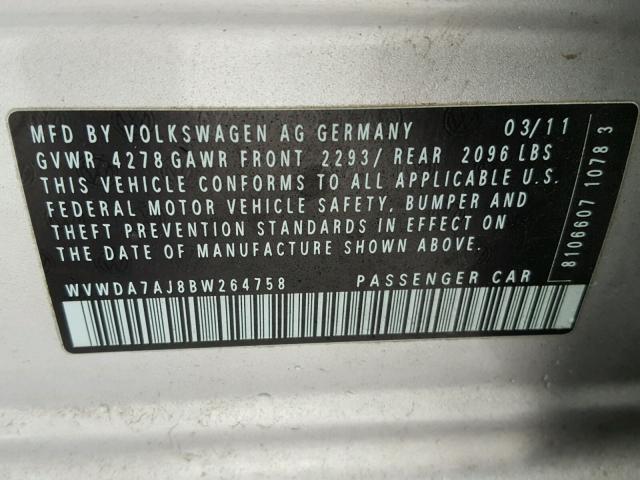 MFD BY VOLKSWAGEN AG GERMANY 03/11
GVWR 4278 GAWR FRONT 2293/ REAR 2096 LBS
THIS VEHICLE CONFORMS TO ALL APPLICABLE U.S.
FEDERAL MOTOR VEHICLE SAFETY, BUMPER AND
THEFT PREVENTION STANDARDS IN EFFECT ON
THE DATE OF MANUFACTURE SHOWN ABOVE.
WVWDA7AJ8BW264758 PASSENGER CAR
8106607 1078 3